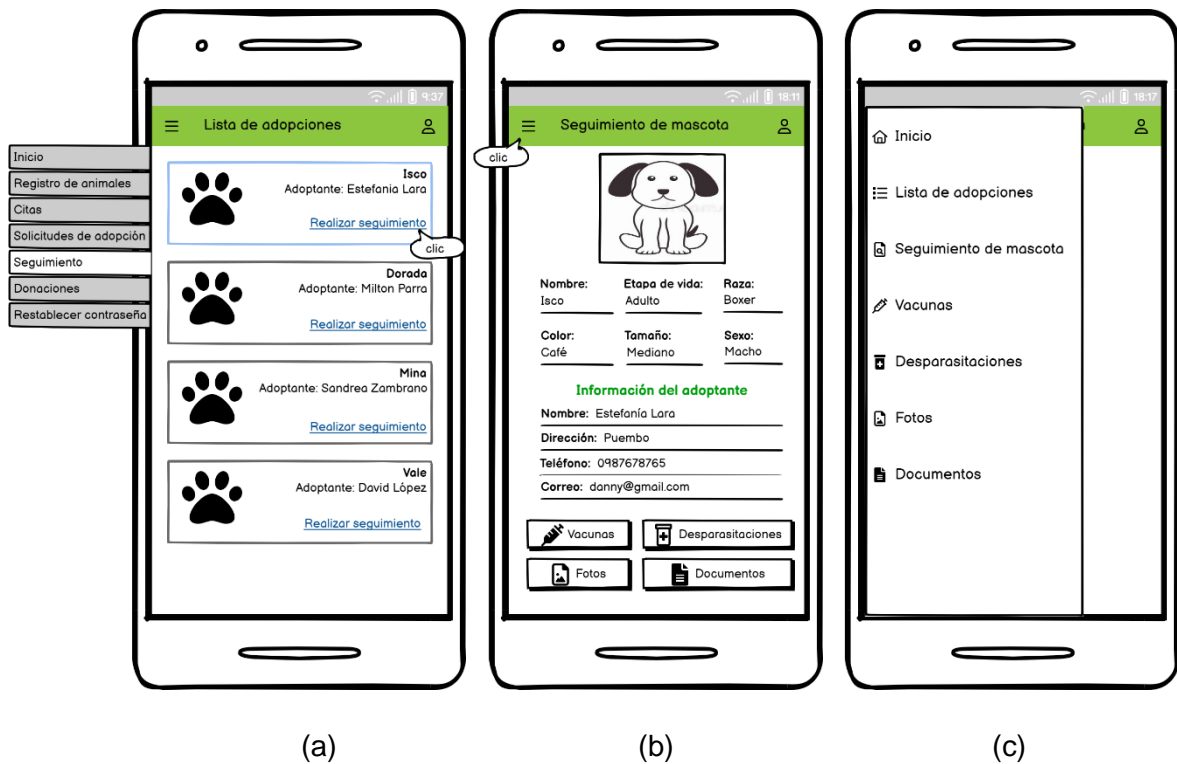 9:37
Lista de adopciones
Inicio
Registro de animales
Citas
Solicitudes de adopción
Seguimiento
Donaciones
Restablecer contraseña
Isco
Adoptante: Estefania Lara
Realizar seguimiento
clic
Dorada
Adoptante: Milton Parra
Realizar seguimiento
Mina
Adoptante: Sandrea Zambrano
Realizar seguimiento
Vale
Adoptante: David López
Realizar seguimiento
(a)
18:11
Seguimiento de mascota
clic
Nombre: Etapa de vida: Raza:
Isco Adulto Boxer
Color: Tamaño: Sexo:
Café Mediano Macho
Información del adoptante
Nombre: Estefanía Lara
Dirección: Puembo
Teléfono: 0987678765
Correo: danny@gmail.com
Vacunas Desparasitaciones
Fotos Documentos
(b)
18:17
Inicio
Lista de adopciones
Seguimiento de mascota
Vacunas
Desparasitaciones
Fotos
Documentos
(c)